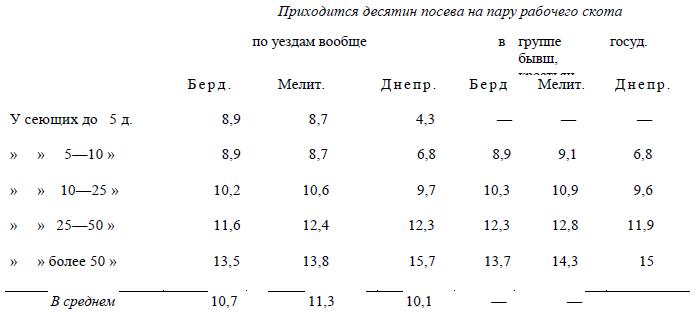 Приходится десятин посева на пару рабочего скота
по уездам вообще в группе госуд.
бывш,
Берд. Мелит. Днепр. Берд Мелит. Днепр.
У сеющих до 5 д. 8,9 8,7 4,3 — — —
» » 5—10 » 8,9 8,7 6,8 8,9 9,1 6,8
» » 10—25 » 10,2 10,6 9,7 10,3 10,9 9,6
» » 25—50 » 11,6 12,4 12,3 12,3 12,8 11,9
» » более 50 » 13,5 13,8 15,7 13,7 14,3 15
В среднем 10,7 11,3 10,1 — —